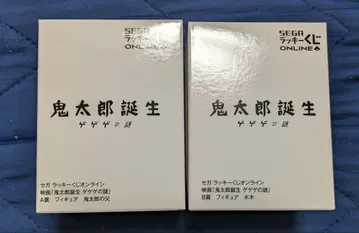 SEGA
ラッキーくじ
ONLINE
鬼太郎誕生
ゲゲゲの謎
セガ ラッキーくじオンライン
映画「鬼太郎誕生 ゲゲゲの謎」
A賞 フィギュア 鬼太郎の父
SEGA
ラッキーくじ
ONLINE
鬼太郎誕生
ゲゲゲの謎
セガ ラッキーくじオンライン
映画「鬼太郎誕生 ゲゲゲの謎」
B賞 フィギュア 水木